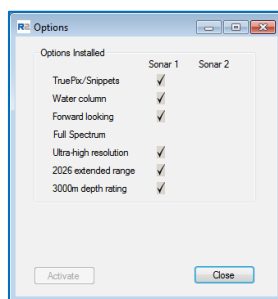 R2 Options
Options Installed
Sonar 1 Sonar 2
TruePix/Snippets ✓
Water column ✓
Forward looking ✓
Full Spectrum
Ultra-high resolution ✓
2026 extended range ✓
3000m depth rating ✓
Activate Close